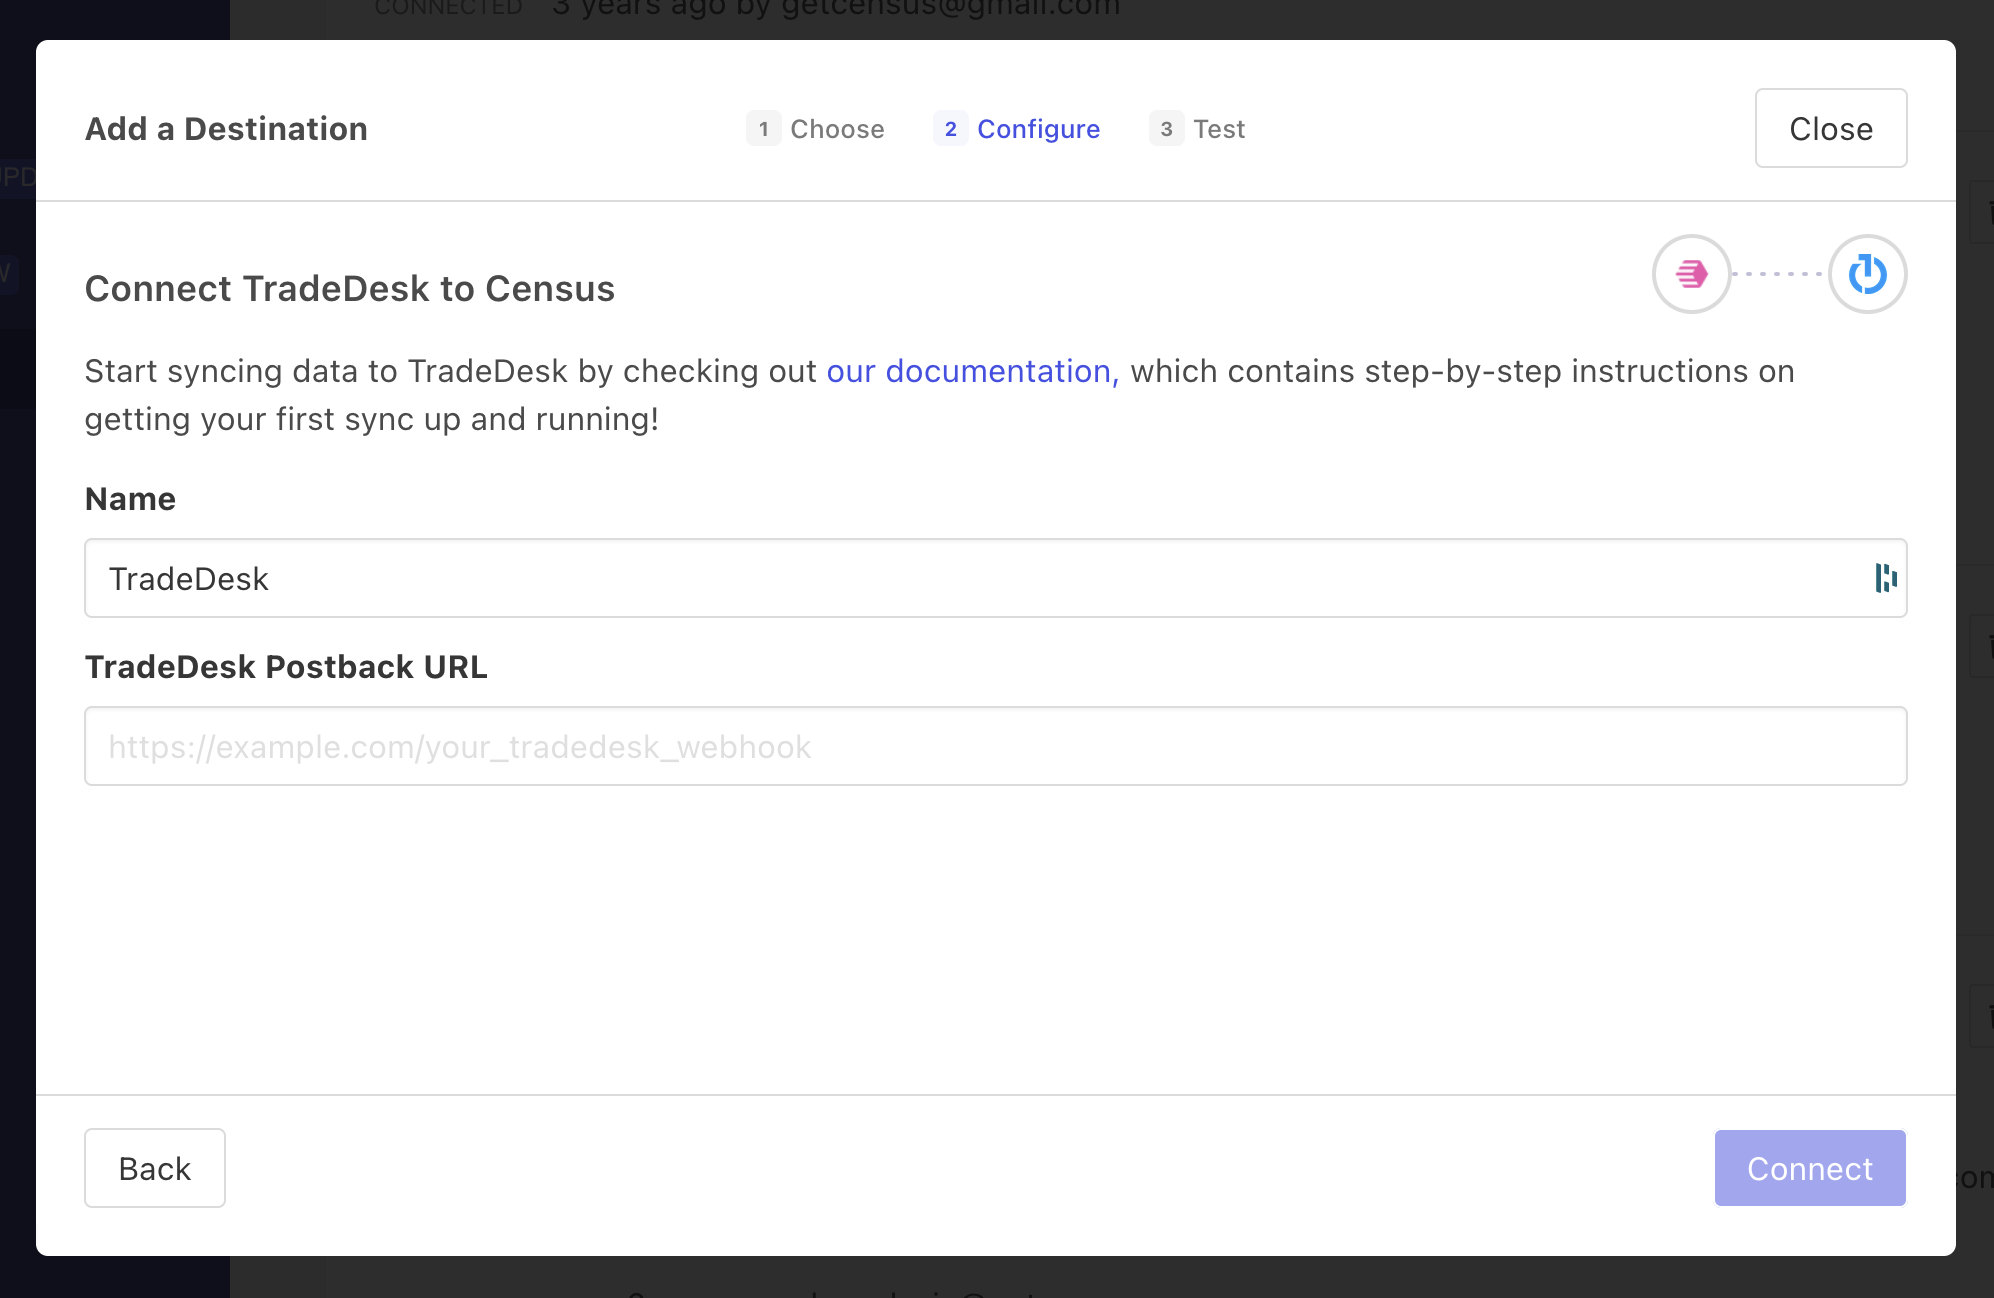 CONNECTED 3 years ago by getcensus@gmail.com
Add a Destination
1 Choose
2 Configure
3 Test
Close
Connect TradeDesk to Census
Start syncing data to TradeDesk by checking out our documentation, which contains step-by-step instructions on
getting your first sync up and running!
Name
TradeDesk
TradeDesk Postback URL
https://example.com/your_tradedesk_webhook
Back
Connect